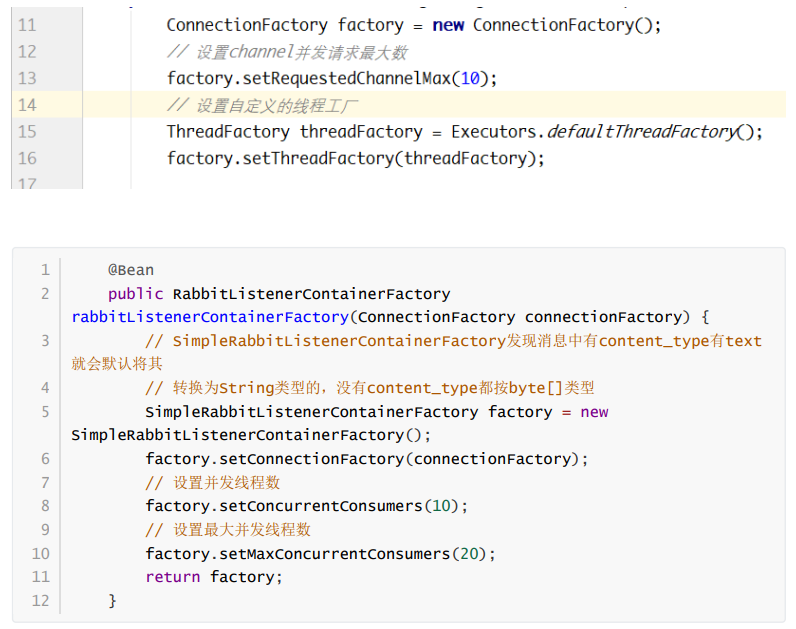 11 ConnectionFactory factory = new ConnectionFactory();
12 // 设置channel并发请求最大数
13 factory.setRequestedChannelMax(10);
14 // 设置自定义的线程工厂
15 ThreadFactory threadFactory = Executors.defaultThreadFactory();
16 factory.setThreadFactory(threadFactory);
17
1 @Bean
2 public RabbitListenerContainerFactory
rabbitListenerContainerFactory(ConnectionFactory connectionFactory) {
3 // SimpleRabbitListenerContainerFactory发现消息中有content_type有text
就会默认将其
4 // 转换为String类型的，没有content_type都按byte[]类型
5 SimpleRabbitListenerContainerFactory factory = new
SimpleRabbitListenerContainerFactory();
6 factory.setConnectionFactory(connectionFactory);
7 // 设置并发线程数
8 factory.setConcurrentConsumers(10);
9 // 设置最大并发线程数
10 factory.setMaxConcurrentConsumers(20);
11 return factory;
12 }